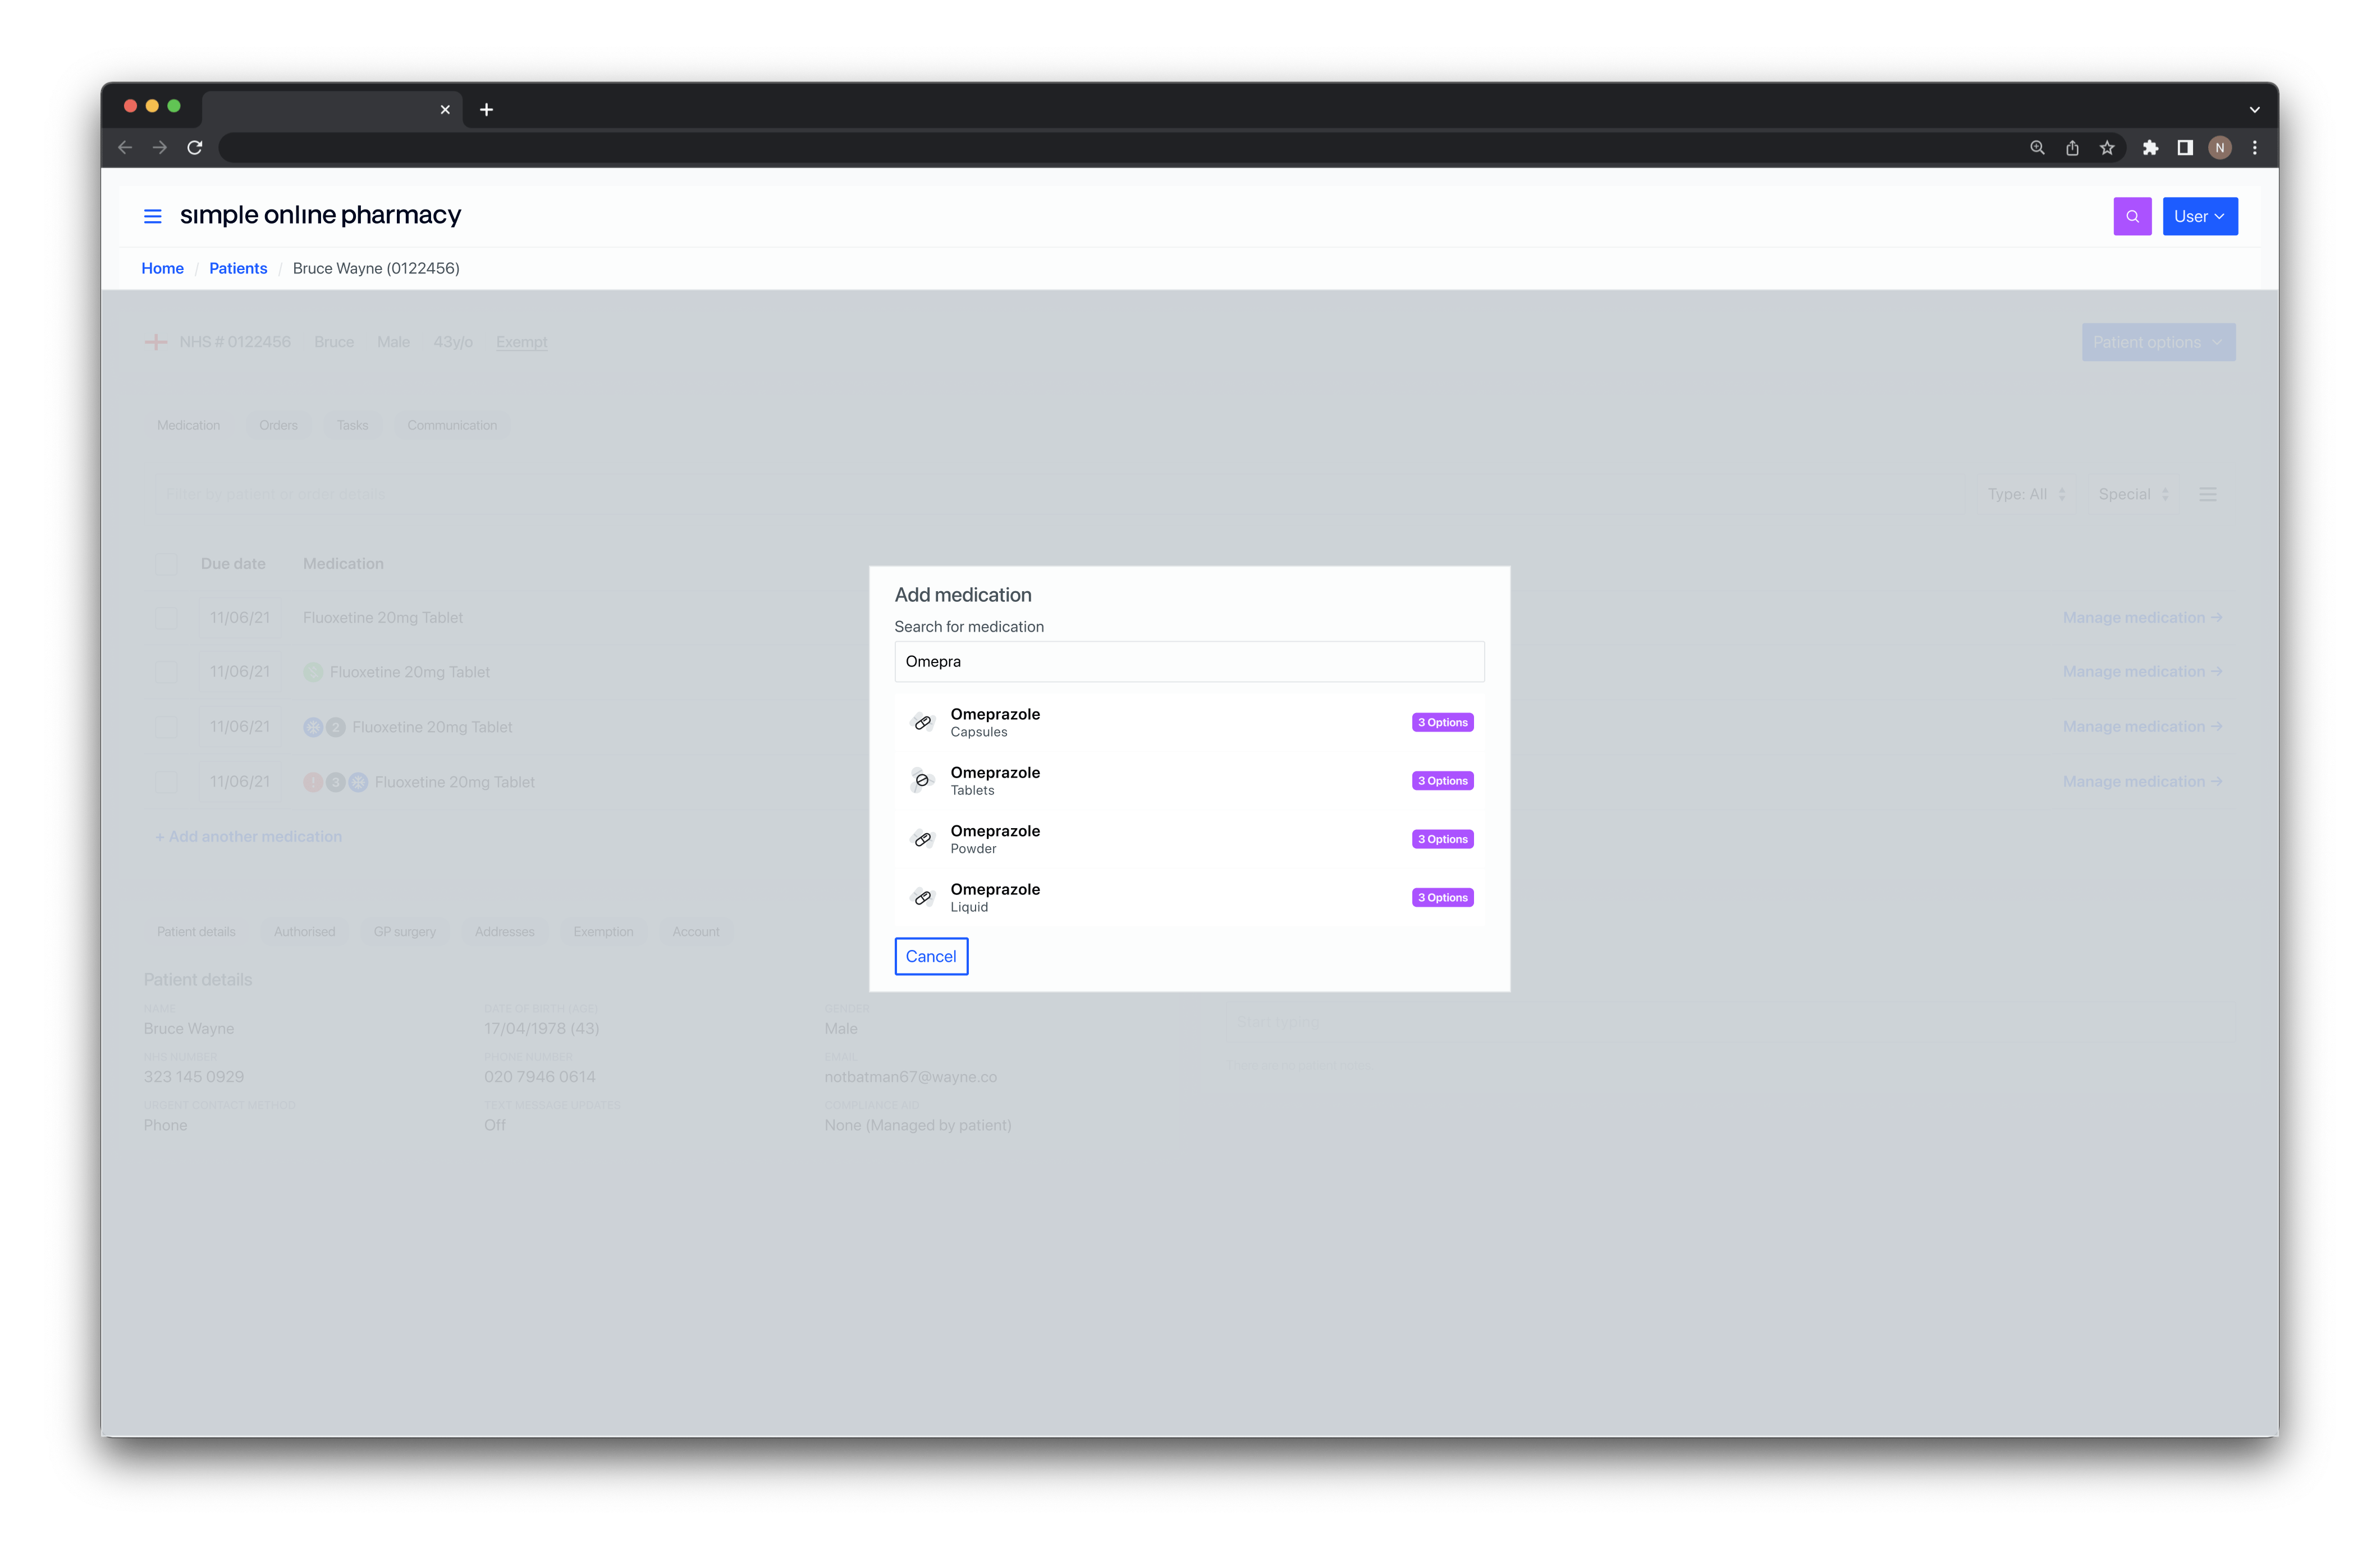 N
simple online pharmacy
User
Home / Patients / Bruce Wayne (0122456)
NHS # 0122456 Bruce Male 43y/o Exempt
Patient options
Medication Orders Tasks Communication
Filter by patient or order details
Type: All Special
Due date Medication
11/06/21 Fluoxetine 20mg Tablet Manage medication →
11/06/21 Fluoxetine 20mg Tablet Manage medication →
11/06/21 2 Fluoxetine 20mg Tablet Manage medication →
11/06/21 ! 3 Fluoxetine 20mg Tablet Manage medication →
+ Add another medication
Add medication
Search for medication
Omepra
Omeprazole
Capsules
3 Options
Omeprazole
Tablets
3 Options
Omeprazole
Powder
3 Options
Omeprazole
Liquid
3 Options
Cancel
Patient details Authorised GP surgery Addresses Exemption Account
Patient details
NAME DATE OF BIRTH (AGE) GENDER
Bruce Wayne 17/04/1978 (43) Male
NHS NUMBER PHONE NUMBER EMAIL
323 145 0929 020 7946 0614 notbatman67@wayne.co
URGENT CONTACT METHOD TEXT MESSAGE UPDATES COMPLIANCE AID
Phone Off None (Managed by patient)
Start typing